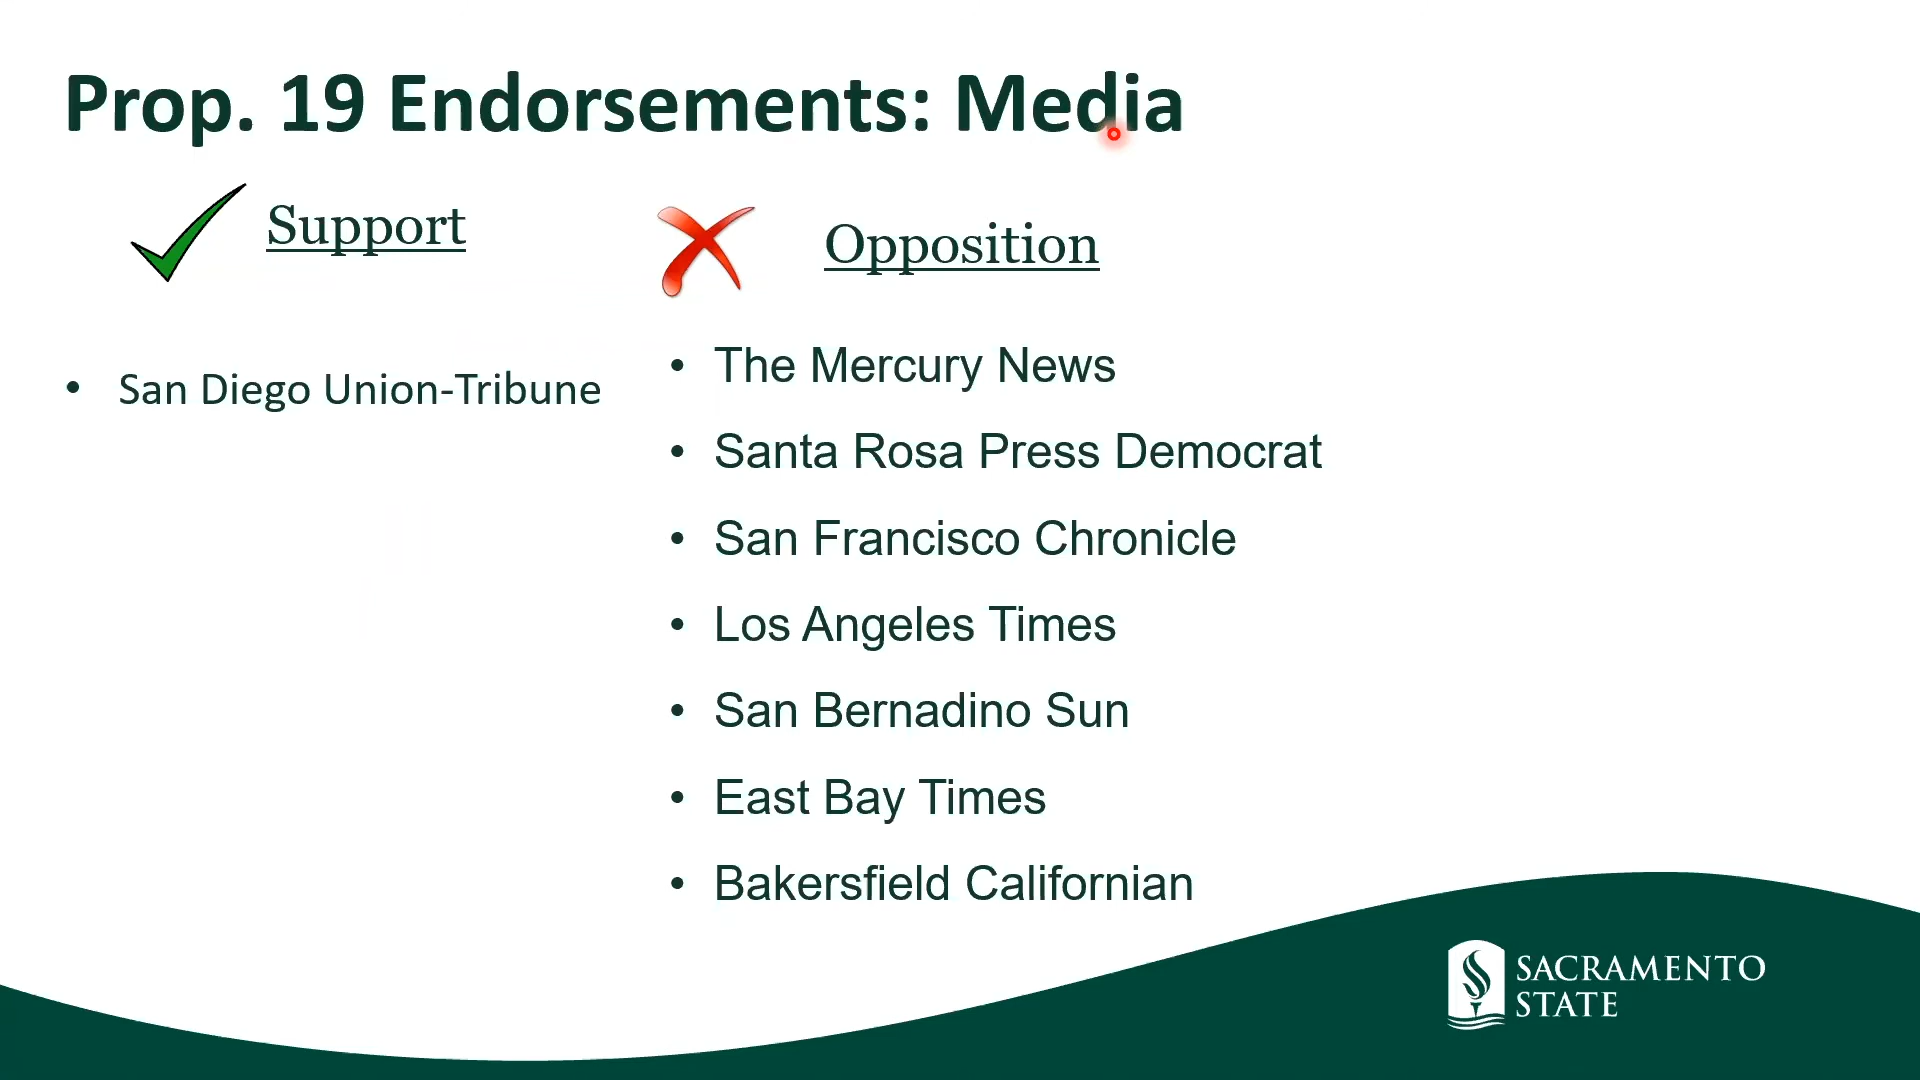 Prop. 19 Endorsements: Media
Support
• San Diego Union-Tribune
Opposition
• The Mercury News
• Santa Rosa Press Democrat
• San Francisco Chronicle
• Los Angeles Times
• San Bernadino Sun
• East Bay Times
• Bakersfield Californian
SACRAMENTO
STATE